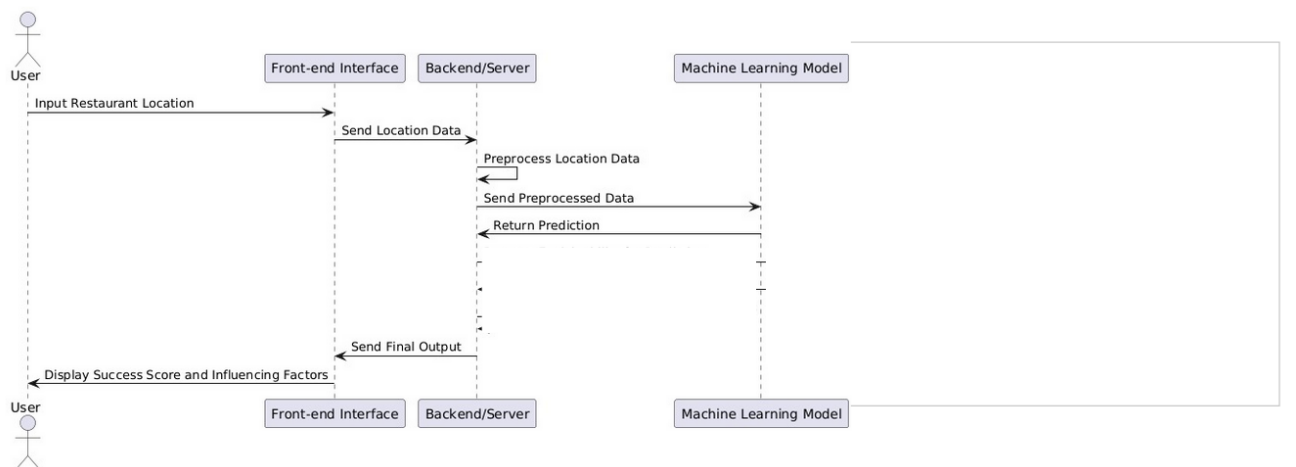 User
Front-end Interface
Backend/Server
Machine Learning Model
Input Restaurant Location
Send Location Data
Preprocess Location Data
Send Preprocessed Data
Return Prediction
Send Final Output
Display Success Score and Influencing Factors
User
Front-end Interface
Backend/Server
Machine Learning Model